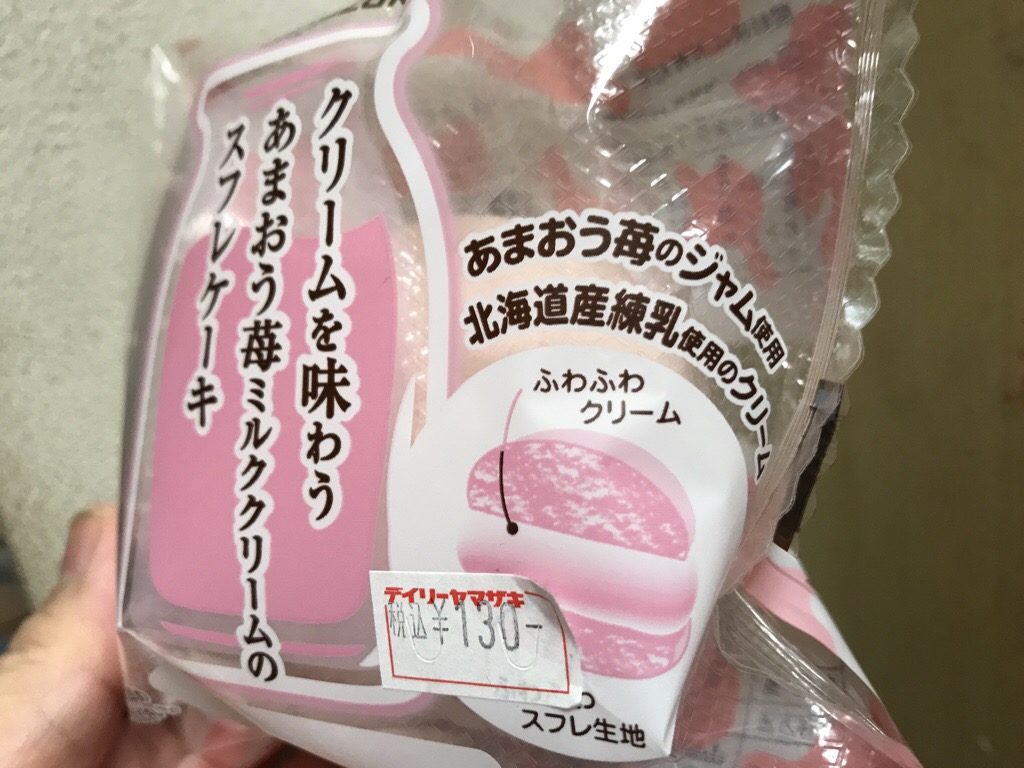 クリームを味わう
あまおう苺ミルククリームの
スフレケーキ
あまおう苺のジャム使用
北海道産練乳使用のクリーム
ふわふわ
クリーム
デイリーヤマザキ
税込¥130-
スフレ生地